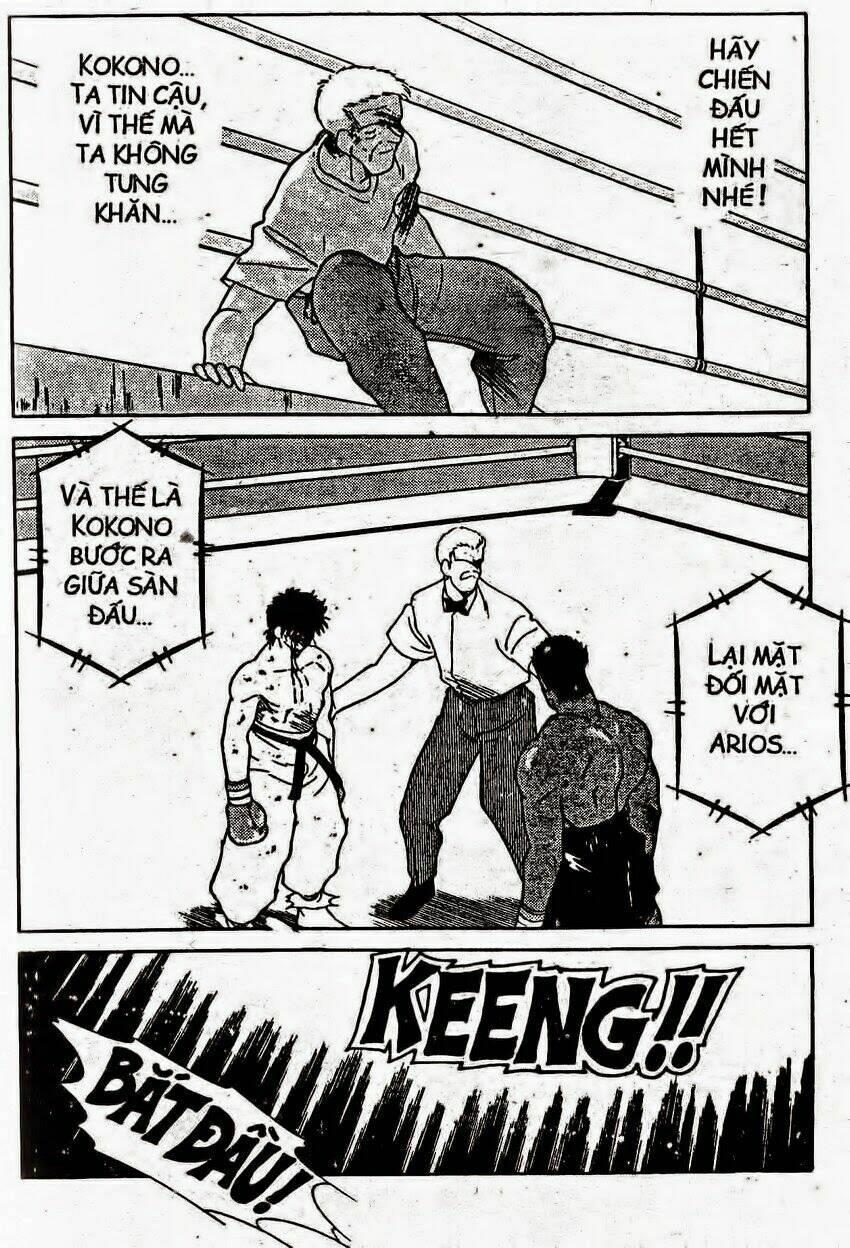 KOKONO...
TA TIN CẬU,
VÌ THẾ MÀ
TA KHÔNG
TUNG
KHĂN...
HÃY
CHIẾN
ĐẤU
HẾT
MÌNH
NHÉ!
VÀ THẾ LÀ
KOKONO
BƯỚC RA
GIỮA SÀN
ĐẤU...
LẠI MẶT
ĐỐI MẶT
VỚI
ARIOS...
KEENG!!
BẮT ĐẦU!